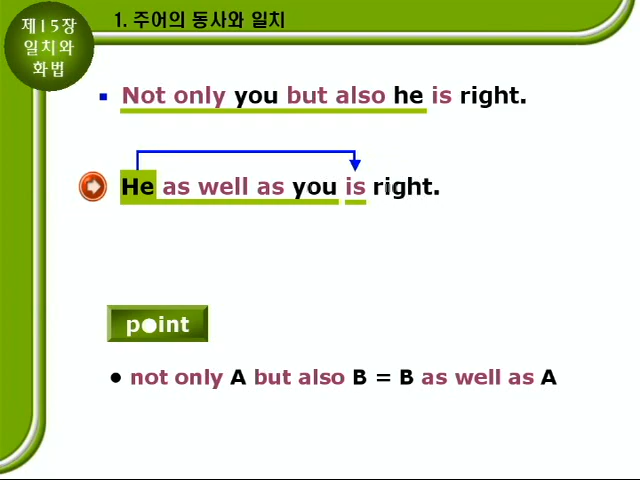 제15장
일치와
화법
1. 주어의 동사와 일치
Not only you but also he is right.
He as well as you is right.
point
• not only A but also B = B as well as A